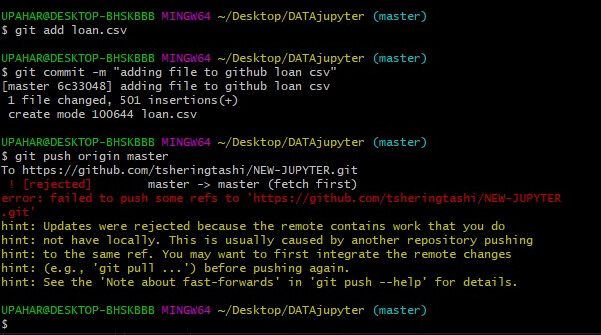 UPAHAR@DESKTOP-BHSKBBB MINGW64 ~/Desktop/DATAjupyter (master)
$ git add loan.csv
UPAHAR@DESKTOP-BHSKBBB MINGW64 ~/Desktop/DATAjupyter (master)
$ git commit -m "adding file to github loan csv"
[master 6c33048] adding file to github loan csv
 1 file changed, 501 insertions(+)
 create mode 100644 loan.csv
UPAHAR@DESKTOP-BHSKBBB MINGW64 ~/Desktop/DATAjupyter (master)
$ git push origin master
To https://github.com/tsheringtashi/NEW-JUPYTER.git
 ! [rejected]        master -> master (fetch first)
error: failed to push some refs to 'https://github.com/tsheringtashi/NEW-JUPYTER
.git'
hint: Updates were rejected because the remote contains work that you do
hint: not have locally. This is usually caused by another repository pushing
hint: to the same ref. You may want to first integrate the remote changes
hint: (e.g., 'git pull ...') before pushing again.
hint: See the 'Note about fast-forwards' in 'git push --help' for details.
UPAHAR@DESKTOP-BHSKBBB MINGW64 ~/Desktop/DATAjupyter (master)
$